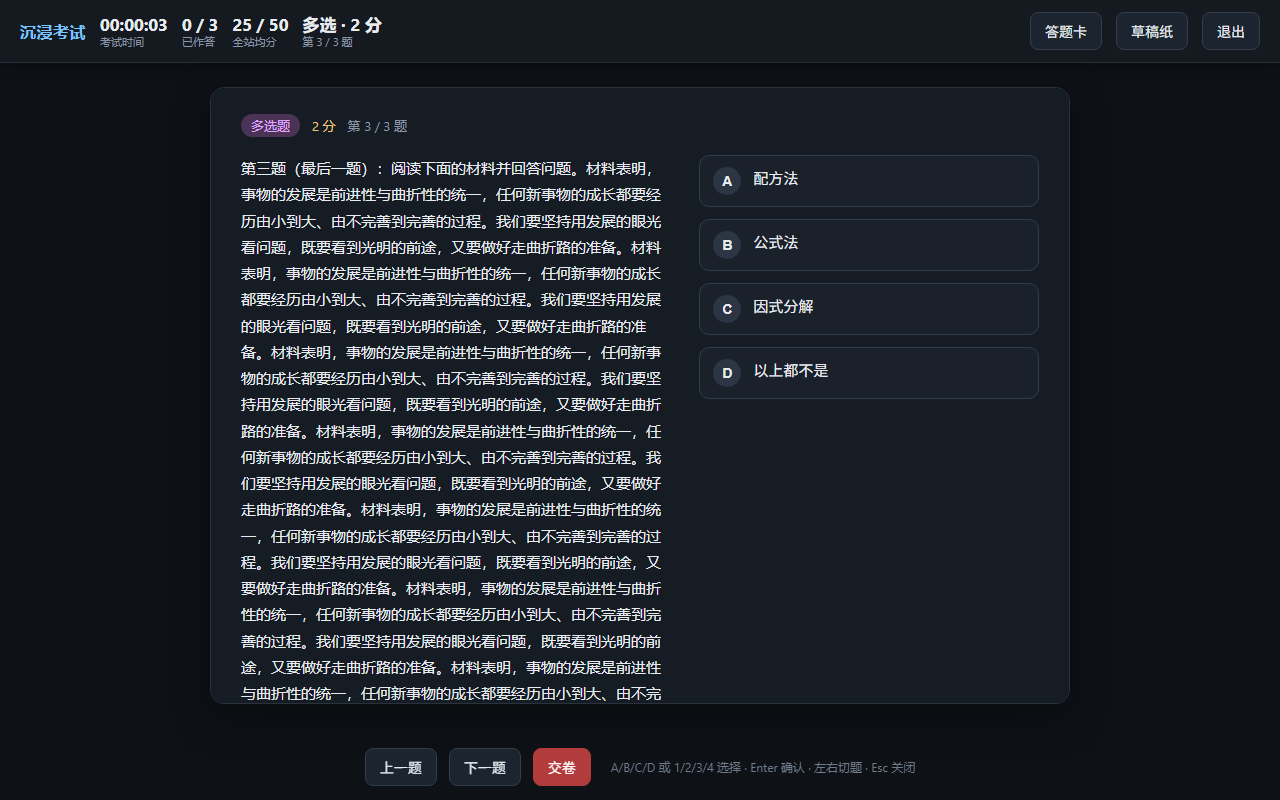 沉浸考试
00:00:03
考试时间
0 / 3
已作答
25 / 50
全站均分
多选 · 2 分
第 3 / 3 题
答题卡
草稿纸
退出
多选题 2 分 第 3 / 3 题
第三题（最后一题）：阅读下面的材料并回答问题。材料表明，
事物的发展是前进性与曲折性的统一，任何新事物的成长都要经
历由小到大、由不完善到完善的过程。我们要坚持用发展的眼光
看问题，既要看到光明的前途，又要做好走曲折路的准备。材料
表明，事物的发展是前进性与曲折性的统一，任何新事物的成长
都要经历由小到大、由不完善到完善的过程。我们要坚持用发展
的眼光看问题，既要看到光明的前途，又要做好走曲折路的准
备。材料表明，事物的发展是前进性与曲折性的统一，任何新事
物的成长都要经历由小到大、由不完善到完善的过程。我们要坚
持用发展的眼光看问题，既要看到光明的前途，又要做好走曲折
路的准备。材料表明，事物的发展是前进性与曲折性的统一，任
何新事物的成长都要经历由小到大、由不完善到完善的过程。我
们要坚持用发展的眼光看问题，既要看到光明的前途，又要做好
走曲折路的准备。材料表明，事物的发展是前进性与曲折性的统
一，任何新事物的成长都要经历由小到大、由不完善到完善的过
程。我们要坚持用发展的眼光看问题，既要看到光明的前途，又
要做好走曲折路的准备。材料表明，事物的发展是前进性与曲折
性的统一，任何新事物的成长都要经历由小到大、由不完善到完
善的过程。我们要坚持用发展的眼光看问题，既要看到光明的前
途，又要做好走曲折路的准备。材料表明，事物的发展是前进性
与曲折性的统一，任何新事物的成长都要经历由小到大、由不完
A 配方法
B 公式法
C 因式分解
D 以上都不是
上一题
下一题
交卷
A/B/C/D 或 1/2/3/4 选择 · Enter 确认 · 左右切题 · Esc 关闭